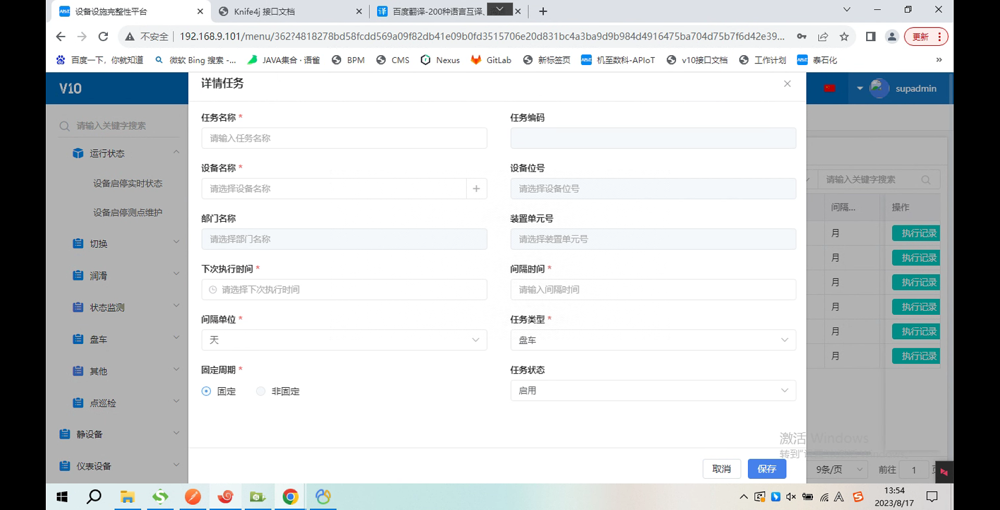 设备设施完整性平台
Knife4j 接口文档
百度翻译-200种语言互译、
不安全
192.168.9.101/menu/362?4818278bd58fcdd569a09f82db41e09b0fd3515706e20d831bc4a3ba9d9b984d4916475ba704d75b7f6d42e39...
更新
百度一下，你就知道
微软 Bing 搜索 -...
JAVA集合 · 语雀
BPM
CMS
Nexus
GitLab
新标签页
机至数科-APIoT
v10接口文档
工作计划
泰石化
»
V10
详情任务
supadmin
请输入关键字搜索
运行状态
设备启停实时状态
设备启停测点维护
切换
润滑
状态监测
盘车
其他
点巡检
静设备
仪表设备
任务名称 *
请输入任务名称
任务编码
设备名称 *
请选择设备名称
设备位号
请选择设备位号
部门名称
请选择部门名称
装置单元号
请选择装置单元号
下次执行时间 *
请选择下次执行时间
间隔时间 *
请输入间隔时间
间隔单位 *
天
任务类型 *
盘车
固定周期 *
固定
非固定
任务状态
启用
取消
保存
请输入关键字搜索
间隔...
操作
月
执行记录
月
执行记录
月
执行记录
月
执行记录
月
执行记录
月
执行记录
激活 Windows
转到"
9条/页
前往
1
13:54
2023/8/17